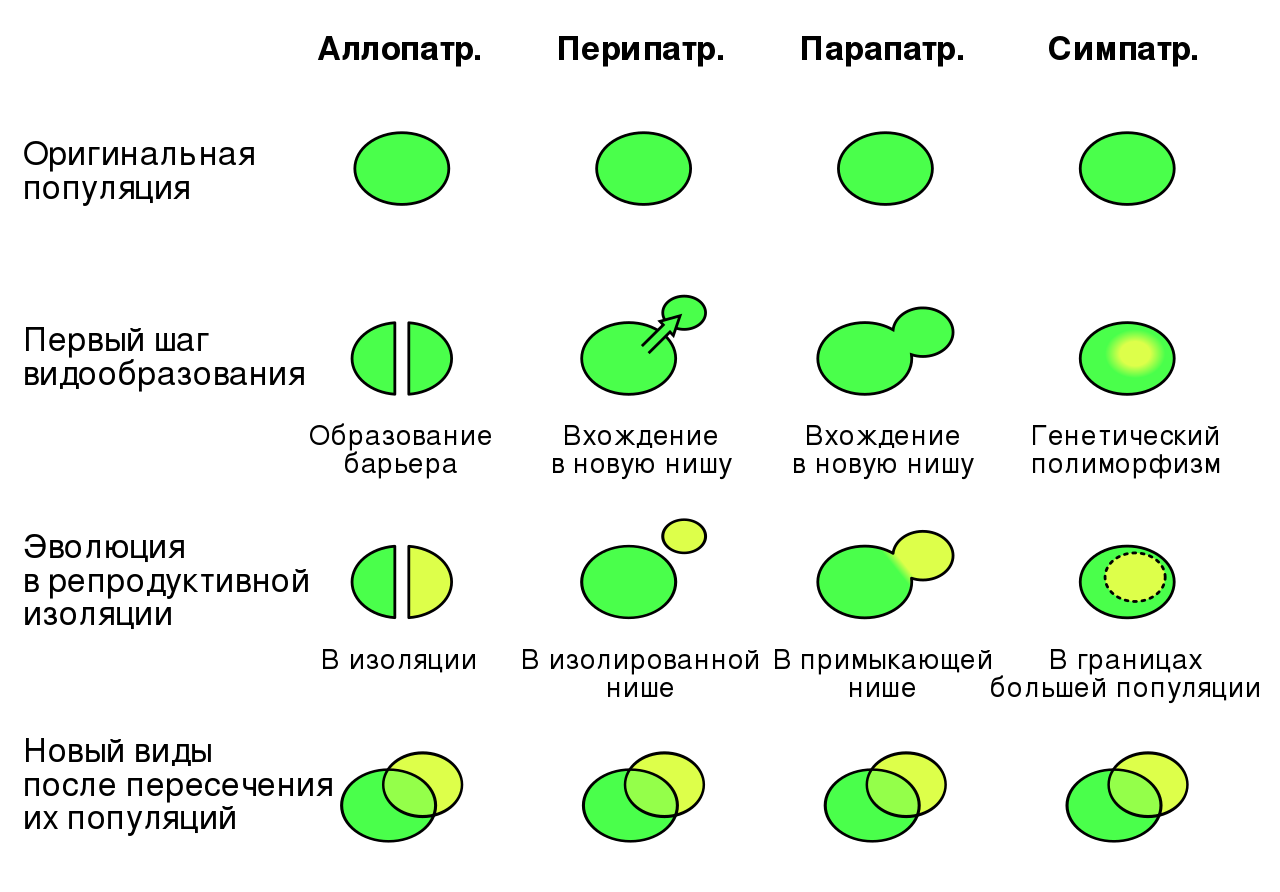 Аллопатр. Перипатр. Парапатр. Симпатр.
Оригинальная
популяция
Первый шаг
видообразования
Образование
барьера
Вхождение
в новую нишу
Вхождение
в новую нишу
Генетический
полиморфизм
Эволюция
в репродуктивной
изоляции
В изоляции
В изолированной
нише
В примыкающей
нише
В границах
большей популяции
Новый виды
после пересечения
их популяций